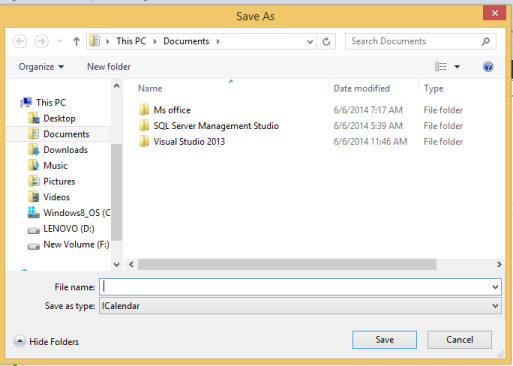 Save As
This PC > Documents >
Search Documents
Organize
New folder
Name Date modified Type
This PC
Desktop
Documents
Downloads
Music
Pictures
Videos
Windows8_OS (C
LENOVO (D:)
New Volume (F:)
Ms office 6/6/2014 7:17 AM File folder
SQL Server Management Studio 6/6/2014 5:39 AM File folder
Visual Studio 2013 6/6/2014 11:46 AM File folder
File name:
Save as type: ICalendar
Hide Folders
Save
Cancel